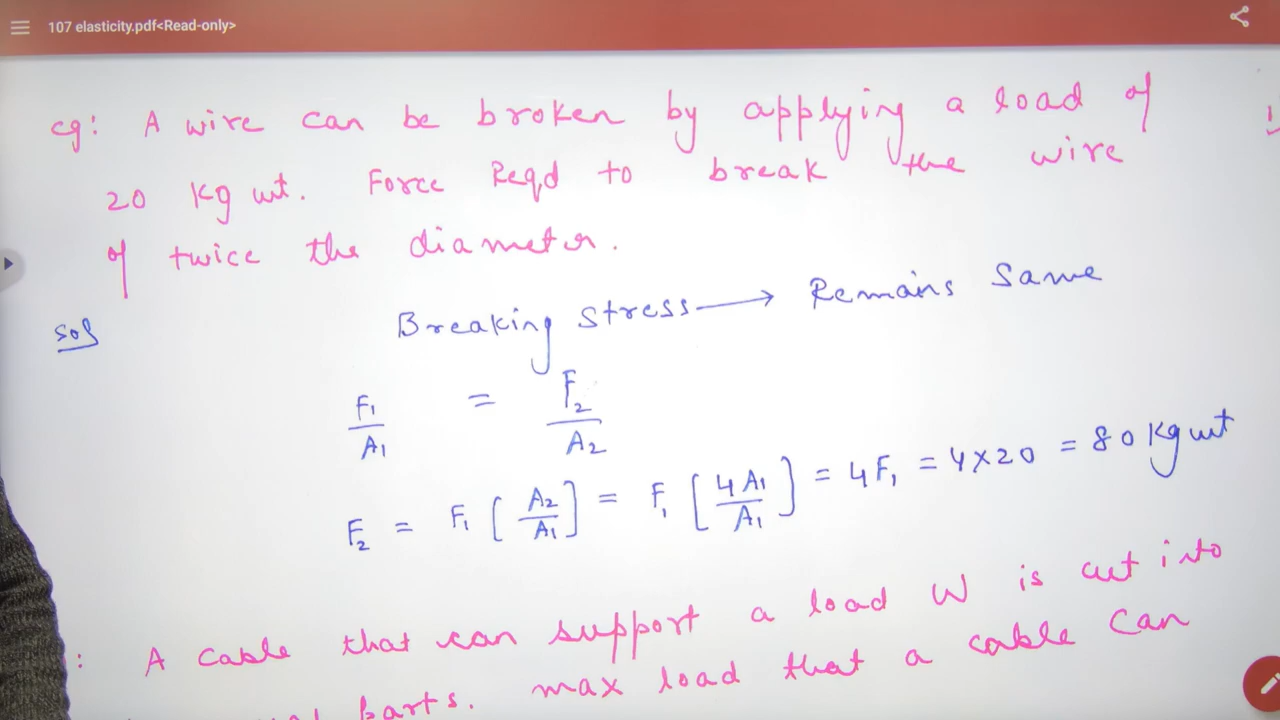 107 elasticity.pdf<Read-only>
eg: A wire can be broken by applying a load of
20 kg wt. Force Reqd to break the wire
of twice the diameter.
Sol
Breaking stress → Remains Same
F1/A1 = F2/A2
F2 = F1 [A2/A1] = F1 [4A1/A1] = 4F1 = 4×20 = 80 Kg wt
: A cable that can support a load W is cut into
parts. max load that a cable can